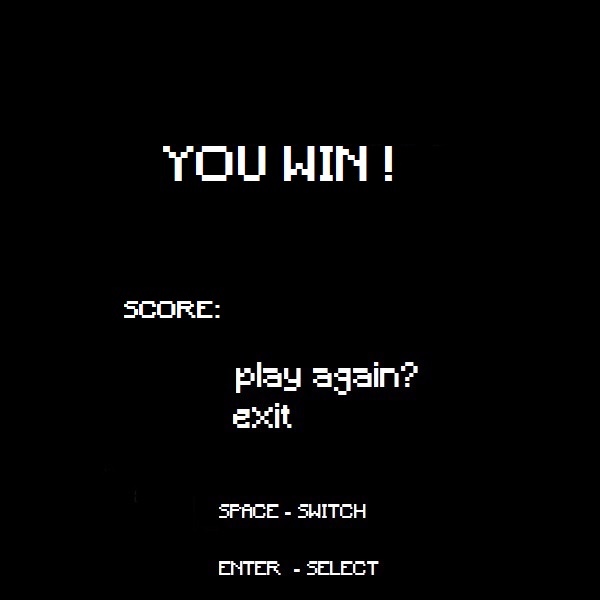 YOU WIN !
SCORE:
play again?
exit
SPACE - SWITCH
ENTER - SELECT